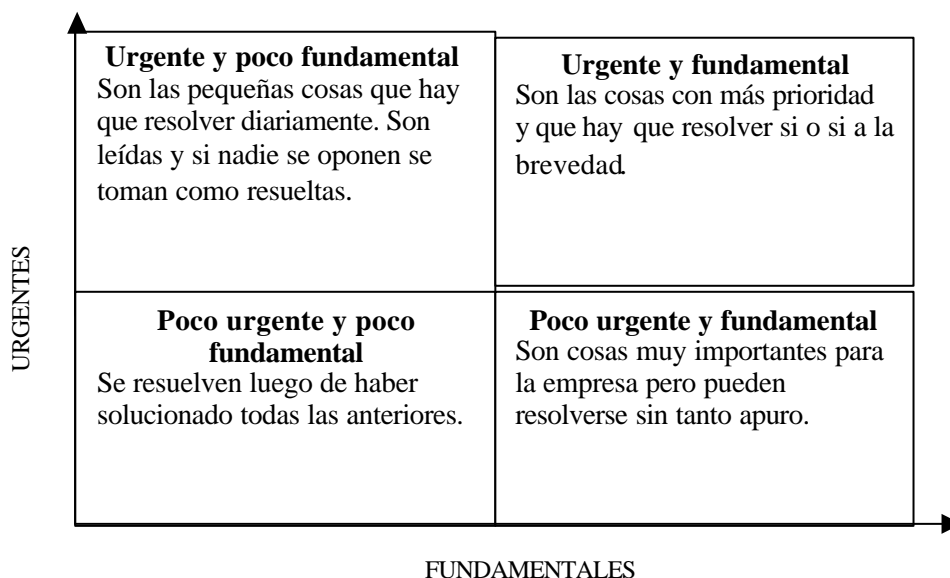 Urgente y poco fundamental
Son las pequeñas cosas que hay
que resolver diariamente. Son
leídas y si nadie se oponen se
toman como resueltas.
Urgente y fundamental
Son las cosas con más prioridad
y que hay que resolver si o si a la
brevedad.
URGENTES
Poco urgente y poco
fundamental
Se resuelven luego de haber
solucionado todas las anteriores.
Poco urgente y fundamental
Son cosas muy importantes para
la empresa pero pueden
resolverse sin tanto apuro.
FUNDAMENTALES